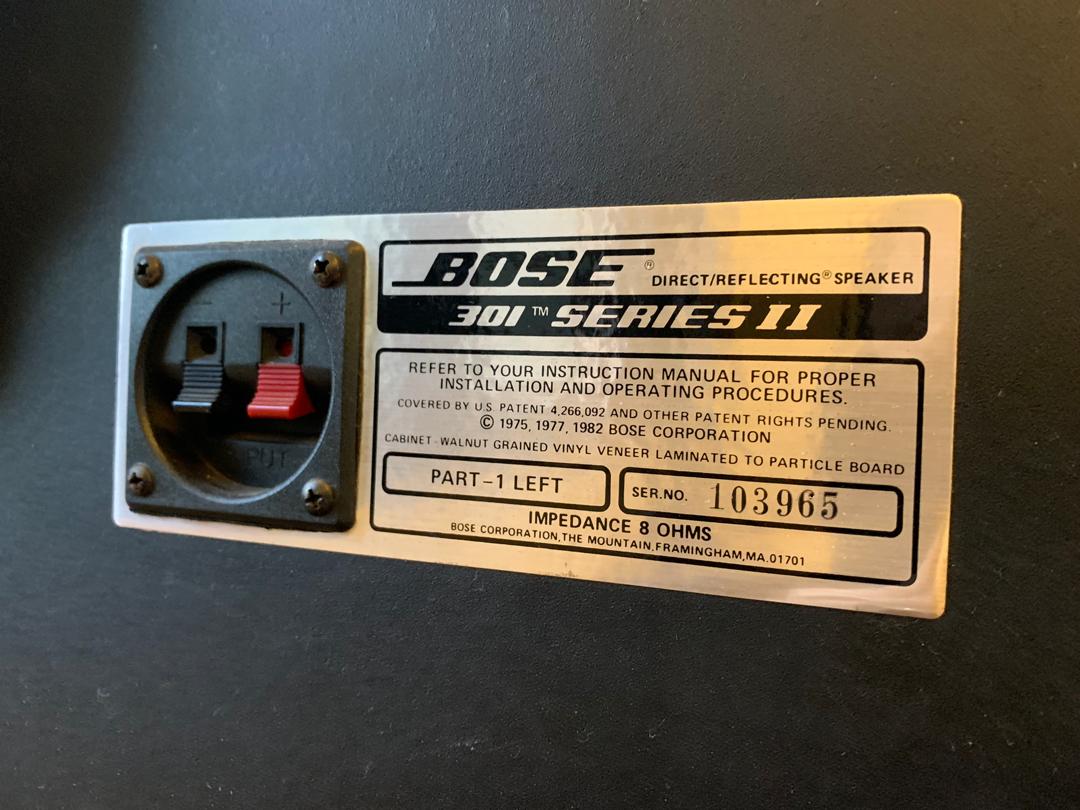 − +
PUT
BOSE® DIRECT/REFLECTING® SPEAKER
301™ SERIES II
REFER TO YOUR INSTRUCTION MANUAL FOR PROPER
INSTALLATION AND OPERATING PROCEDURES.
COVERED BY U.S. PATENT 4,266,092 AND OTHER PATENT RIGHTS PENDING.
© 1975, 1977, 1982 BOSE CORPORATION
CABINET-WALNUT GRAINED VINYL VENEER LAMINATED TO PARTICLE BOARD
PART-1 LEFT
SER.NO. 103965
IMPEDANCE 8 OHMS
BOSE CORPORATION, THE MOUNTAIN, FRAMINGHAM, MA. 01701